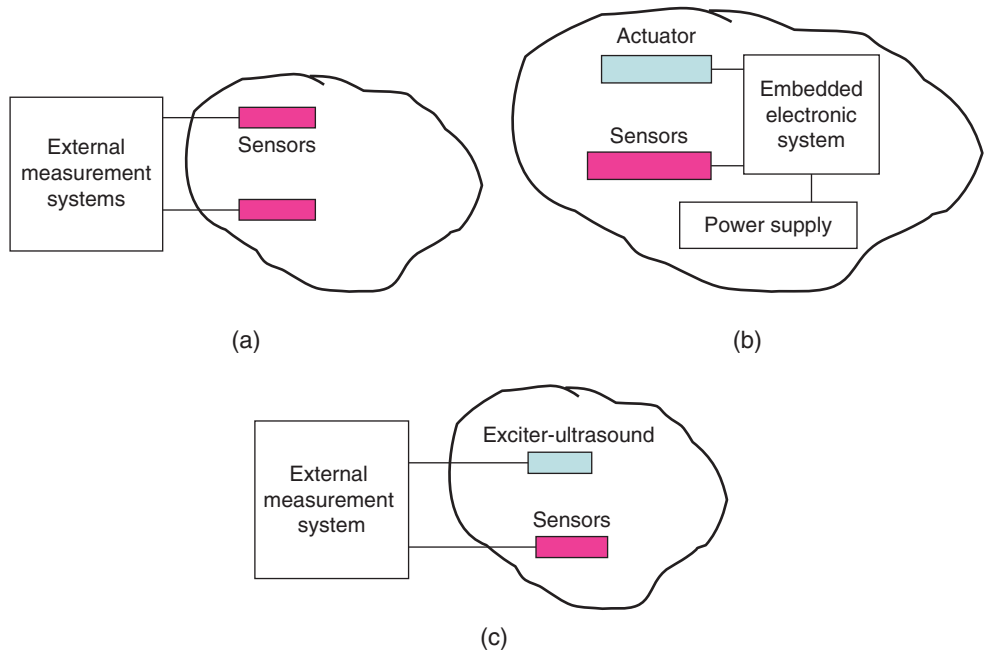 External
measurement
systems
Sensors
(a)
Actuator
Sensors
Embedded
electronic
system
Power supply
(b)
External
measurement
system
Exciter-ultrasound
Sensors
(c)